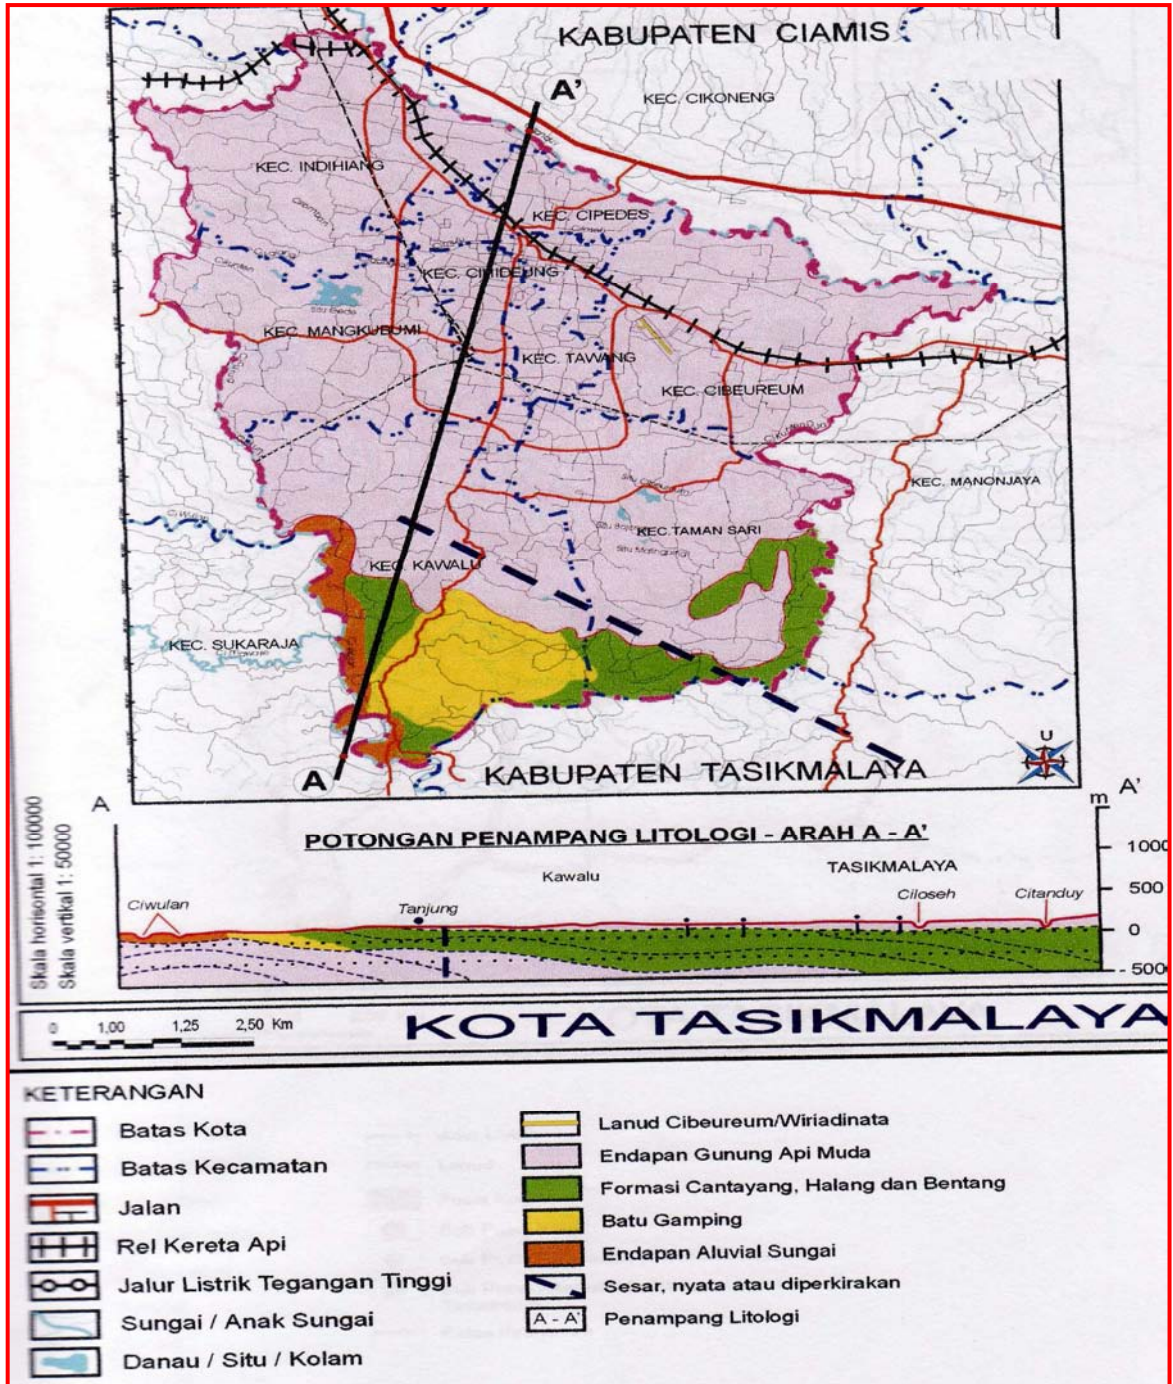 KABUPATEN CIAMIS
A'
KEC. CIKONENG
KEC. INDIHIANG
KEC. CIPEDES
KEC. CIHIDEUNG
Situ Gede
KEC. MANGKUBUMI
KEC. TAWANG
KEC. CIBEUREUM
KEC. MANONJAYA
KEC. TAMAN SARI
KEC. KAWALU
KEC. SUKARAJA
U
A
KABUPATEN TASIKMALAYA
A
m A'
POTONGAN PENAMPANG LITOLOGI - ARAH A - A'
Skala horisontal 1: 100000
Skala vertikal 1: 50000
Kawalu
TASIKMALAYA
Ciwulan
Tanjung
Ciloseh
Citanduy
1000
500
0
- 500
0 1,00 1,25 2,50 Km
KOTA TASIKMALAYA
KETERANGAN
Batas Kota
Batas Kecamatan
Jalan
Rel Kereta Api
Jalur Listrik Tegangan Tinggi
Sungai / Anak Sungai
Danau / Situ / Kolam
Lanud Cibeureum/Wiriadinata
Endapan Gunung Api Muda
Formasi Cantayang, Halang dan Bentang
Batu Gamping
Endapan Aluvial Sungai
Sesar, nyata atau diperkirakan
A - A' Penampang Litologi